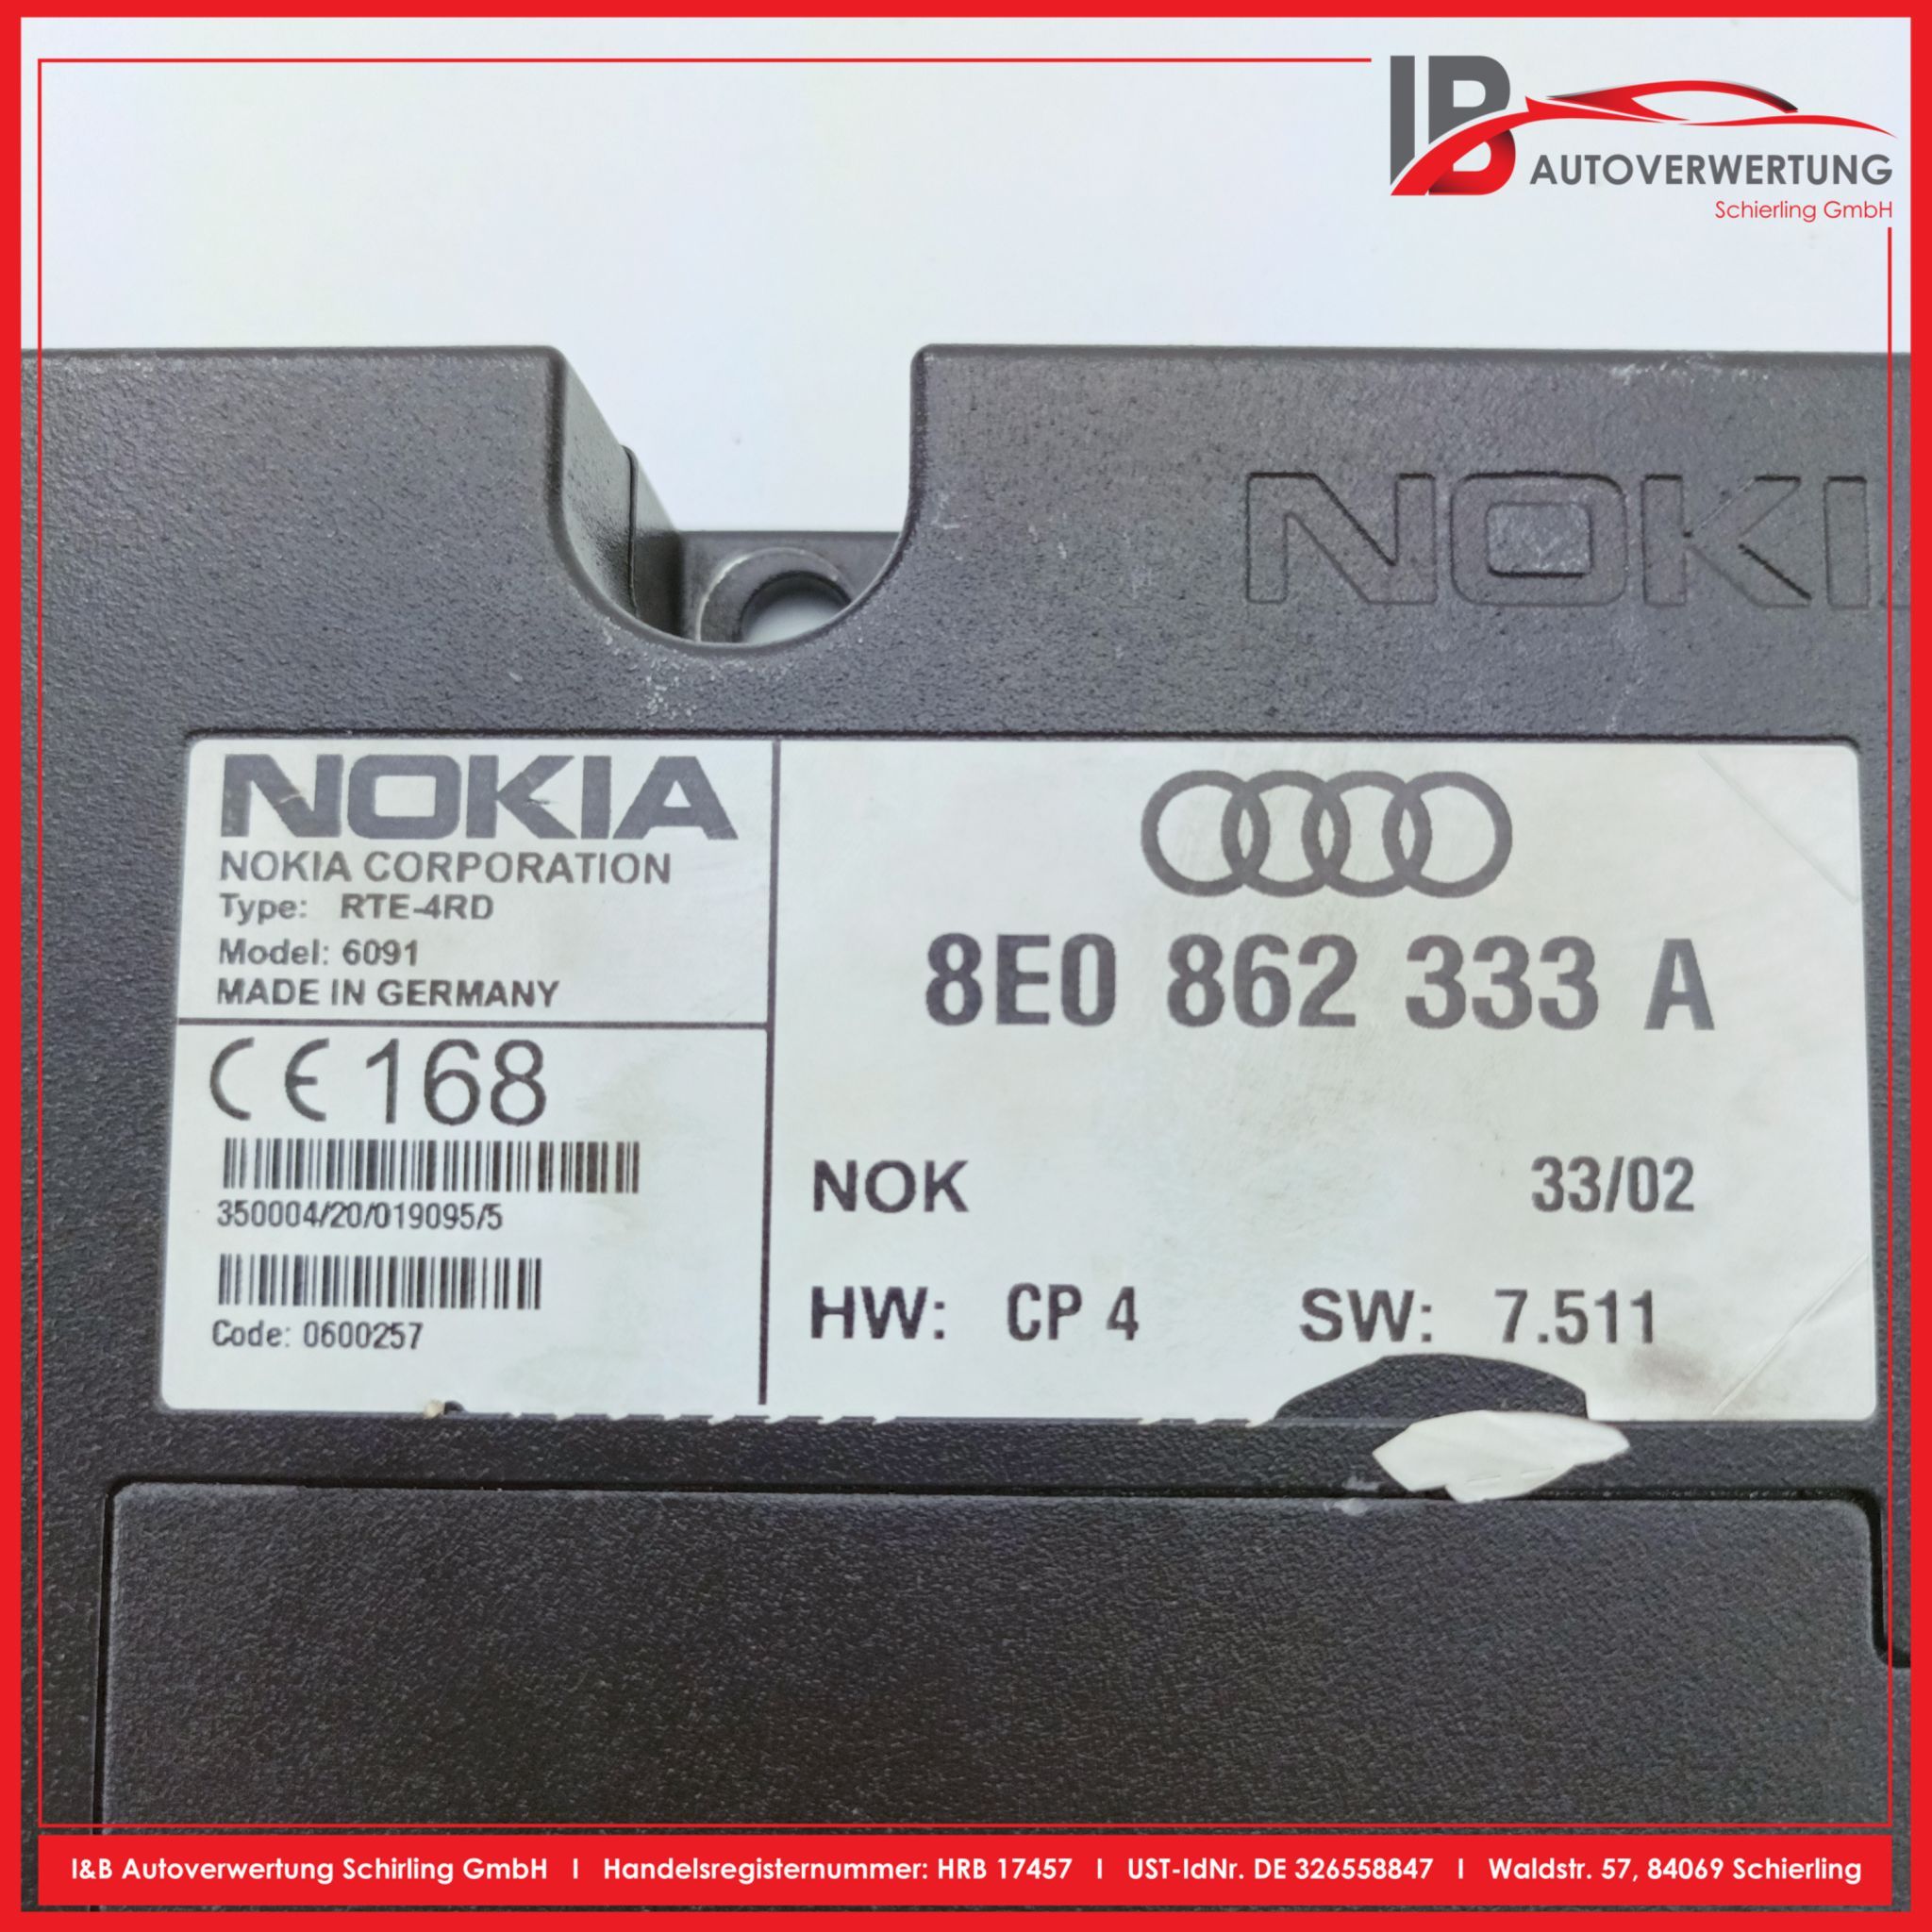 IB
AUTOVERWERTUNG
Schierling GmbH
NOKI
NOKIA
NOKIA CORPORATION
Type: RTE-4RD
Model: 6091
MADE IN GERMANY
CE 168
350004/20/019095/5
Code: 0600257
8E0 862 333 A
NOK 33/02
HW: CP 4 SW: 7.511
I&B Autoverwertung Schirling GmbH I Handelsregisternummer: HRB 17457 I UST-IdNr. DE 326558847 I Waldstr. 57, 84069 Schierling